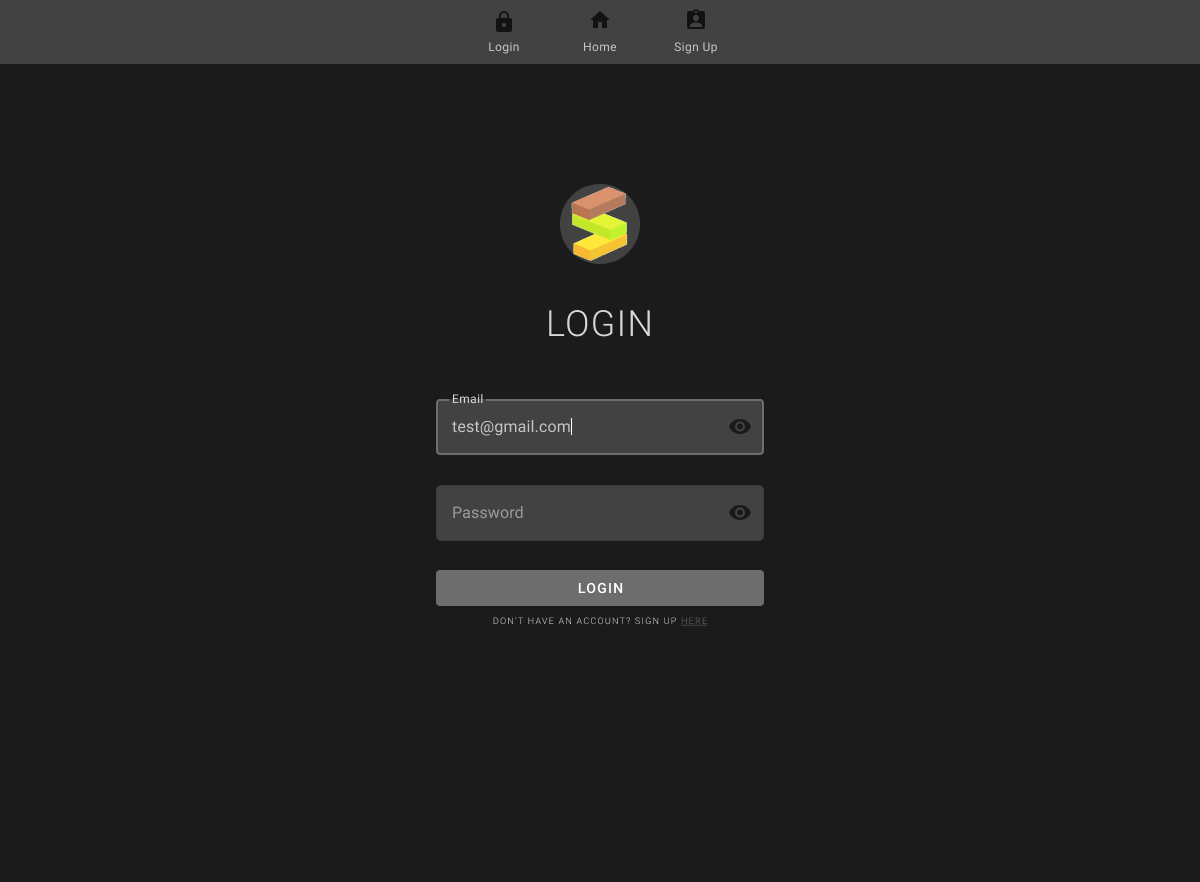 Login
Home
Sign Up
LOGIN
Email
test@gmail.com
Password
LOGIN
DON'T HAVE AN ACCOUNT? SIGN UP HERE